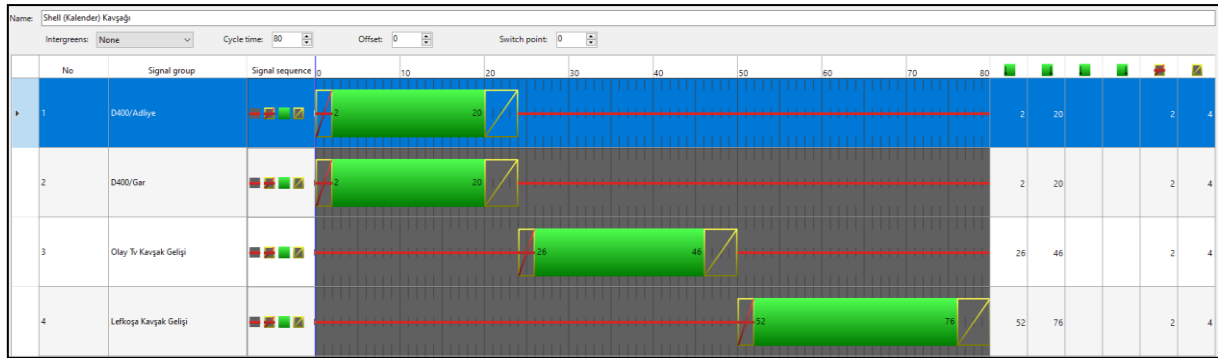 Name: Shell (Kalender) Kavşağı
Intergreens: None Cycle time: 80 Offset: 0 Switch point: 0
No Signal group Signal sequence 0 10 20 30 40 50 60 70 80
1 D400/Adliye 2 20 2 20 2 4
2 D400/Gar 2 20 2 20 2 4
3 Olay Tv Kavşak Gelişi 26 46 26 46 2 4
4 Lefkoşa Kavşak Gelişi 52 76 52 76 2 4